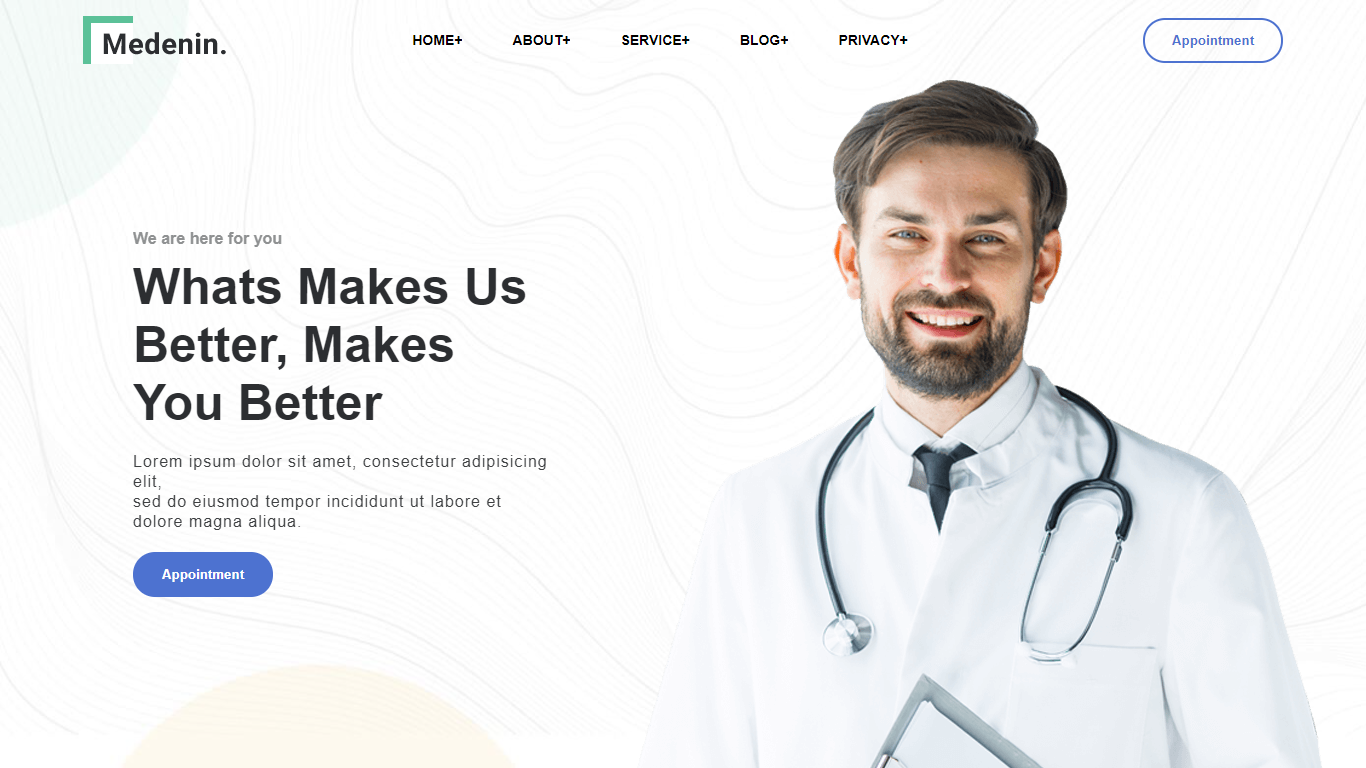 Medenin.
HOME+ ABOUT+ SERVICE+ BLOG+ PRIVACY+
Appointment
We are here for you
Whats Makes Us
Better, Makes
You Better
Lorem ipsum dolor sit amet, consectetur adipisicing
elit,
sed do eiusmod tempor incididunt ut labore et
dolore magna aliqua.
Appointment